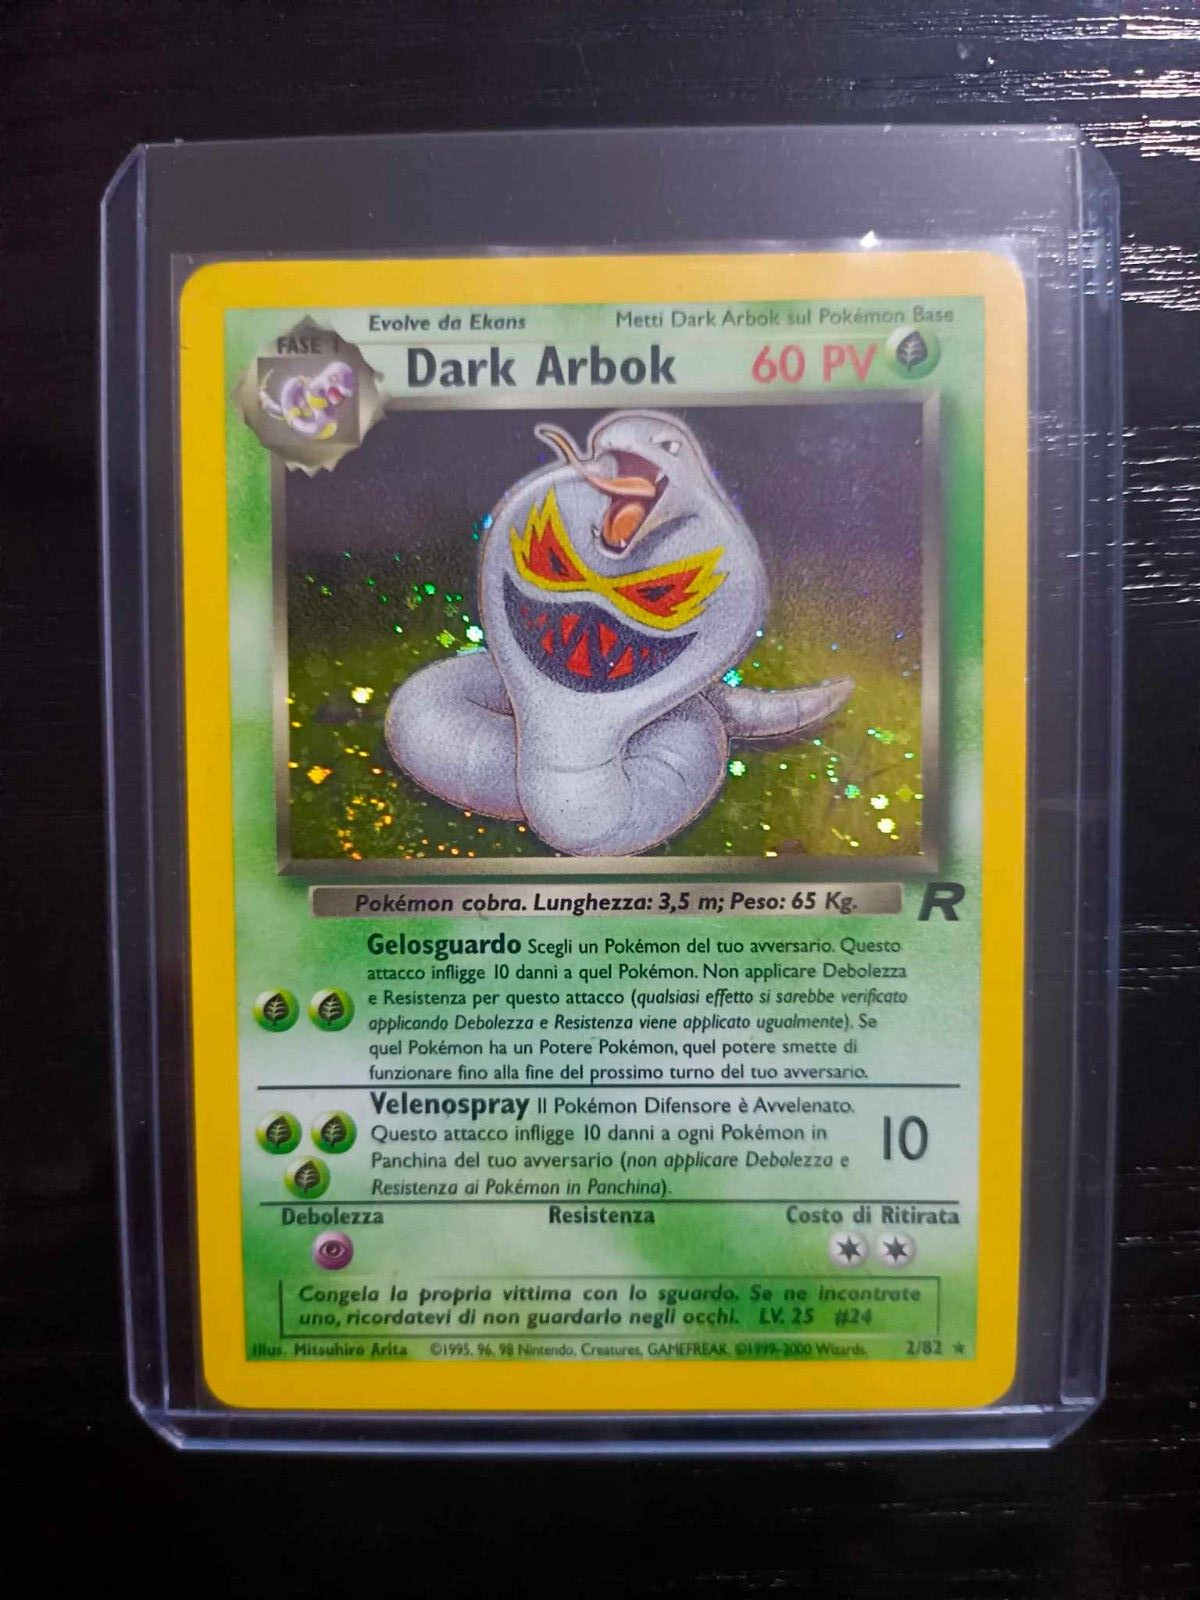 Evolve da Ekans Metti Dark Arbok sul Pokémon Base
FASE 1
Dark Arbok 60 PV
Pokémon cobra. Lunghezza: 3,5 m; Peso: 65 Kg.
R
Gelosguardo Scegli un Pokémon del tuo avversario. Questo
attacco infligge 10 danni a quel Pokémon. Non applicare Debolezza
e Resistenza per questo attacco (qualsiasi effetto si sarebbe verificato
applicando Debolezza e Resistenza viene applicato ugualmente). Se
quel Pokémon ha un Potere Pokémon, quel potere smette di
funzionare fino alla fine del prossimo turno del tuo avversario.
Velenospray Il Pokémon Difensore è Avvelenato.
Questo attacco infligge 10 danni a ogni Pokémon in
Panchina del tuo avversario (non applicare Debolezza e
Resistenza ai Pokémon in Panchina).
10
Debolezza Resistenza Costo di Ritirata
Congela la propria vittima con lo sguardo. Se ne incontrate
uno, ricordatevi di non guardarlo negli occhi. LV. 25 #24
Illus. Mitsuhiro Arita ©1995, 96, 98 Nintendo, Creatures, GAMEFREAK. ©1999-2000 Wizards. 2/82 ★